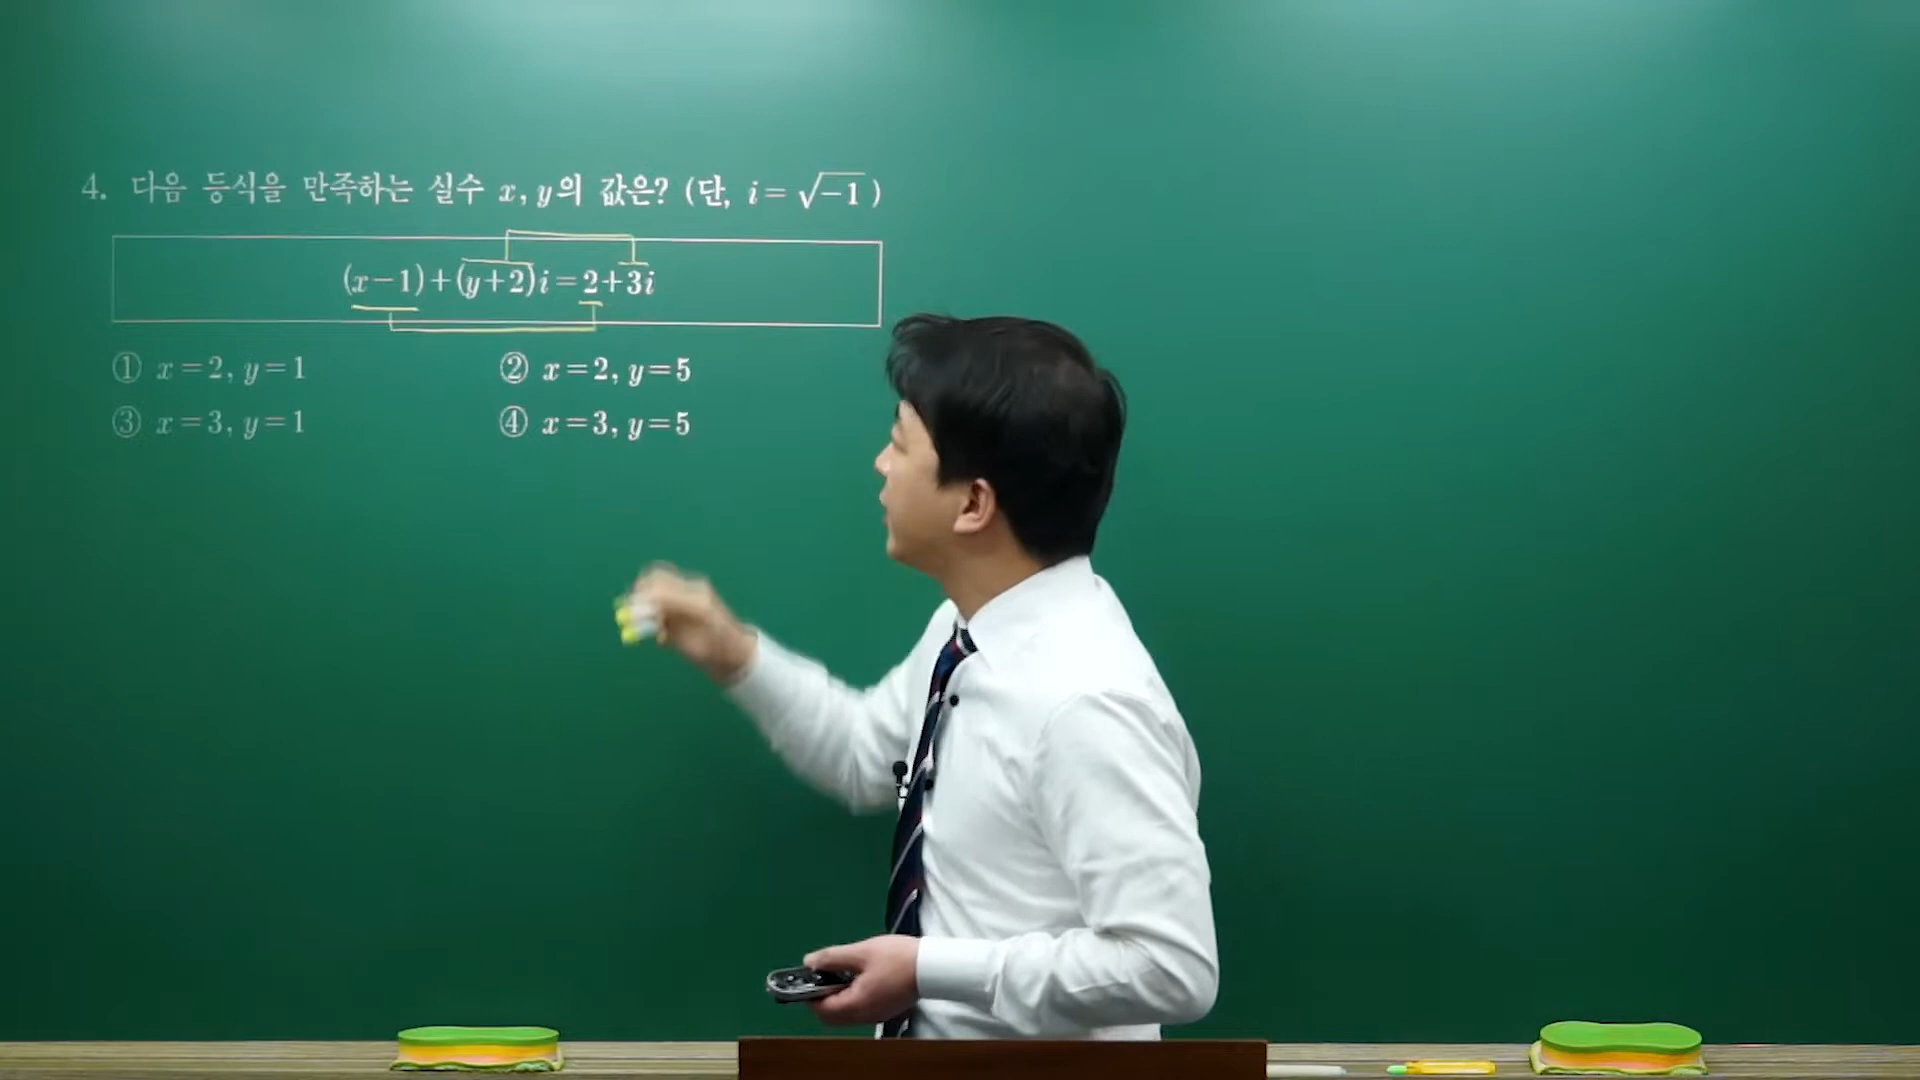 4. 다음 등식을 만족하는 실수 x, y의 값은? (단, i=√-1)
(x-1)+(y+2)i=2+3i
① x=2, y=1 ② x=2, y=5
③ x=3, y=1 ④ x=3, y=5